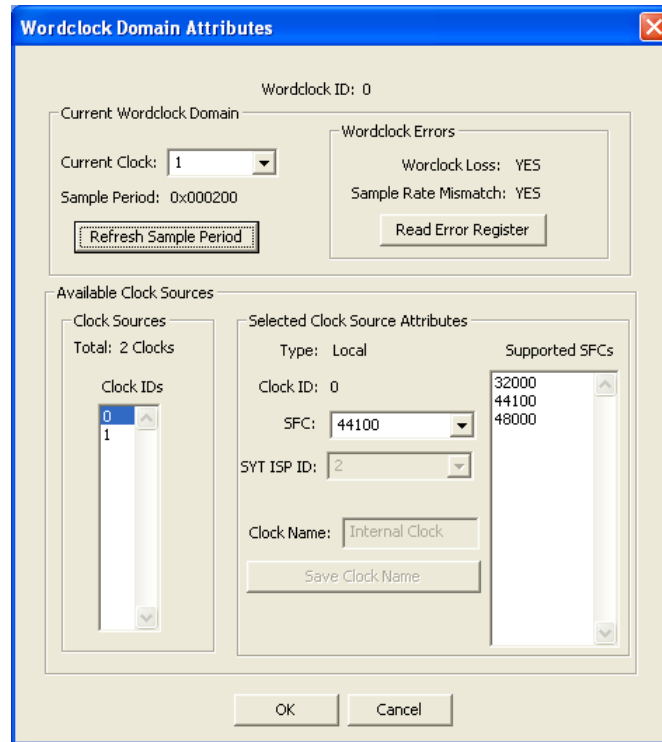 Wordclock Domain Attributes
Wordclock ID: 0
Current Wordclock Domain
Current Clock: 1
Sample Period: 0x000200
Refresh Sample Period
Wordclock Errors
Worclock Loss: YES
Sample Rate Mismatch: YES
Read Error Register
Available Clock Sources
Clock Sources
Total: 2 Clocks
Clock IDs
0
1
Selected Clock Source Attributes
Type: Local
Clock ID: 0
SFC: 44100
SYT ISP ID: 2
Clock Name: Internal Clock
Save Clock Name
Supported SFCs
32000
44100
48000
OK
Cancel